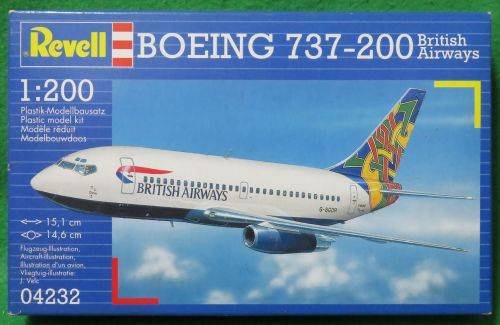 Revell
BOEING 737-200 British Airways
1:200
Plastik-Modellbausatz
Plastic model kit
Modèle réduit
Modelbouwdoos
BRITISH AIRWAYS
15,1 cm
14,6 cm
Flugzeug-Illustration,
Aircraft-illustration,
Illustration d'un avion,
Vliegtuig-illustratie:
J. Velc
04232